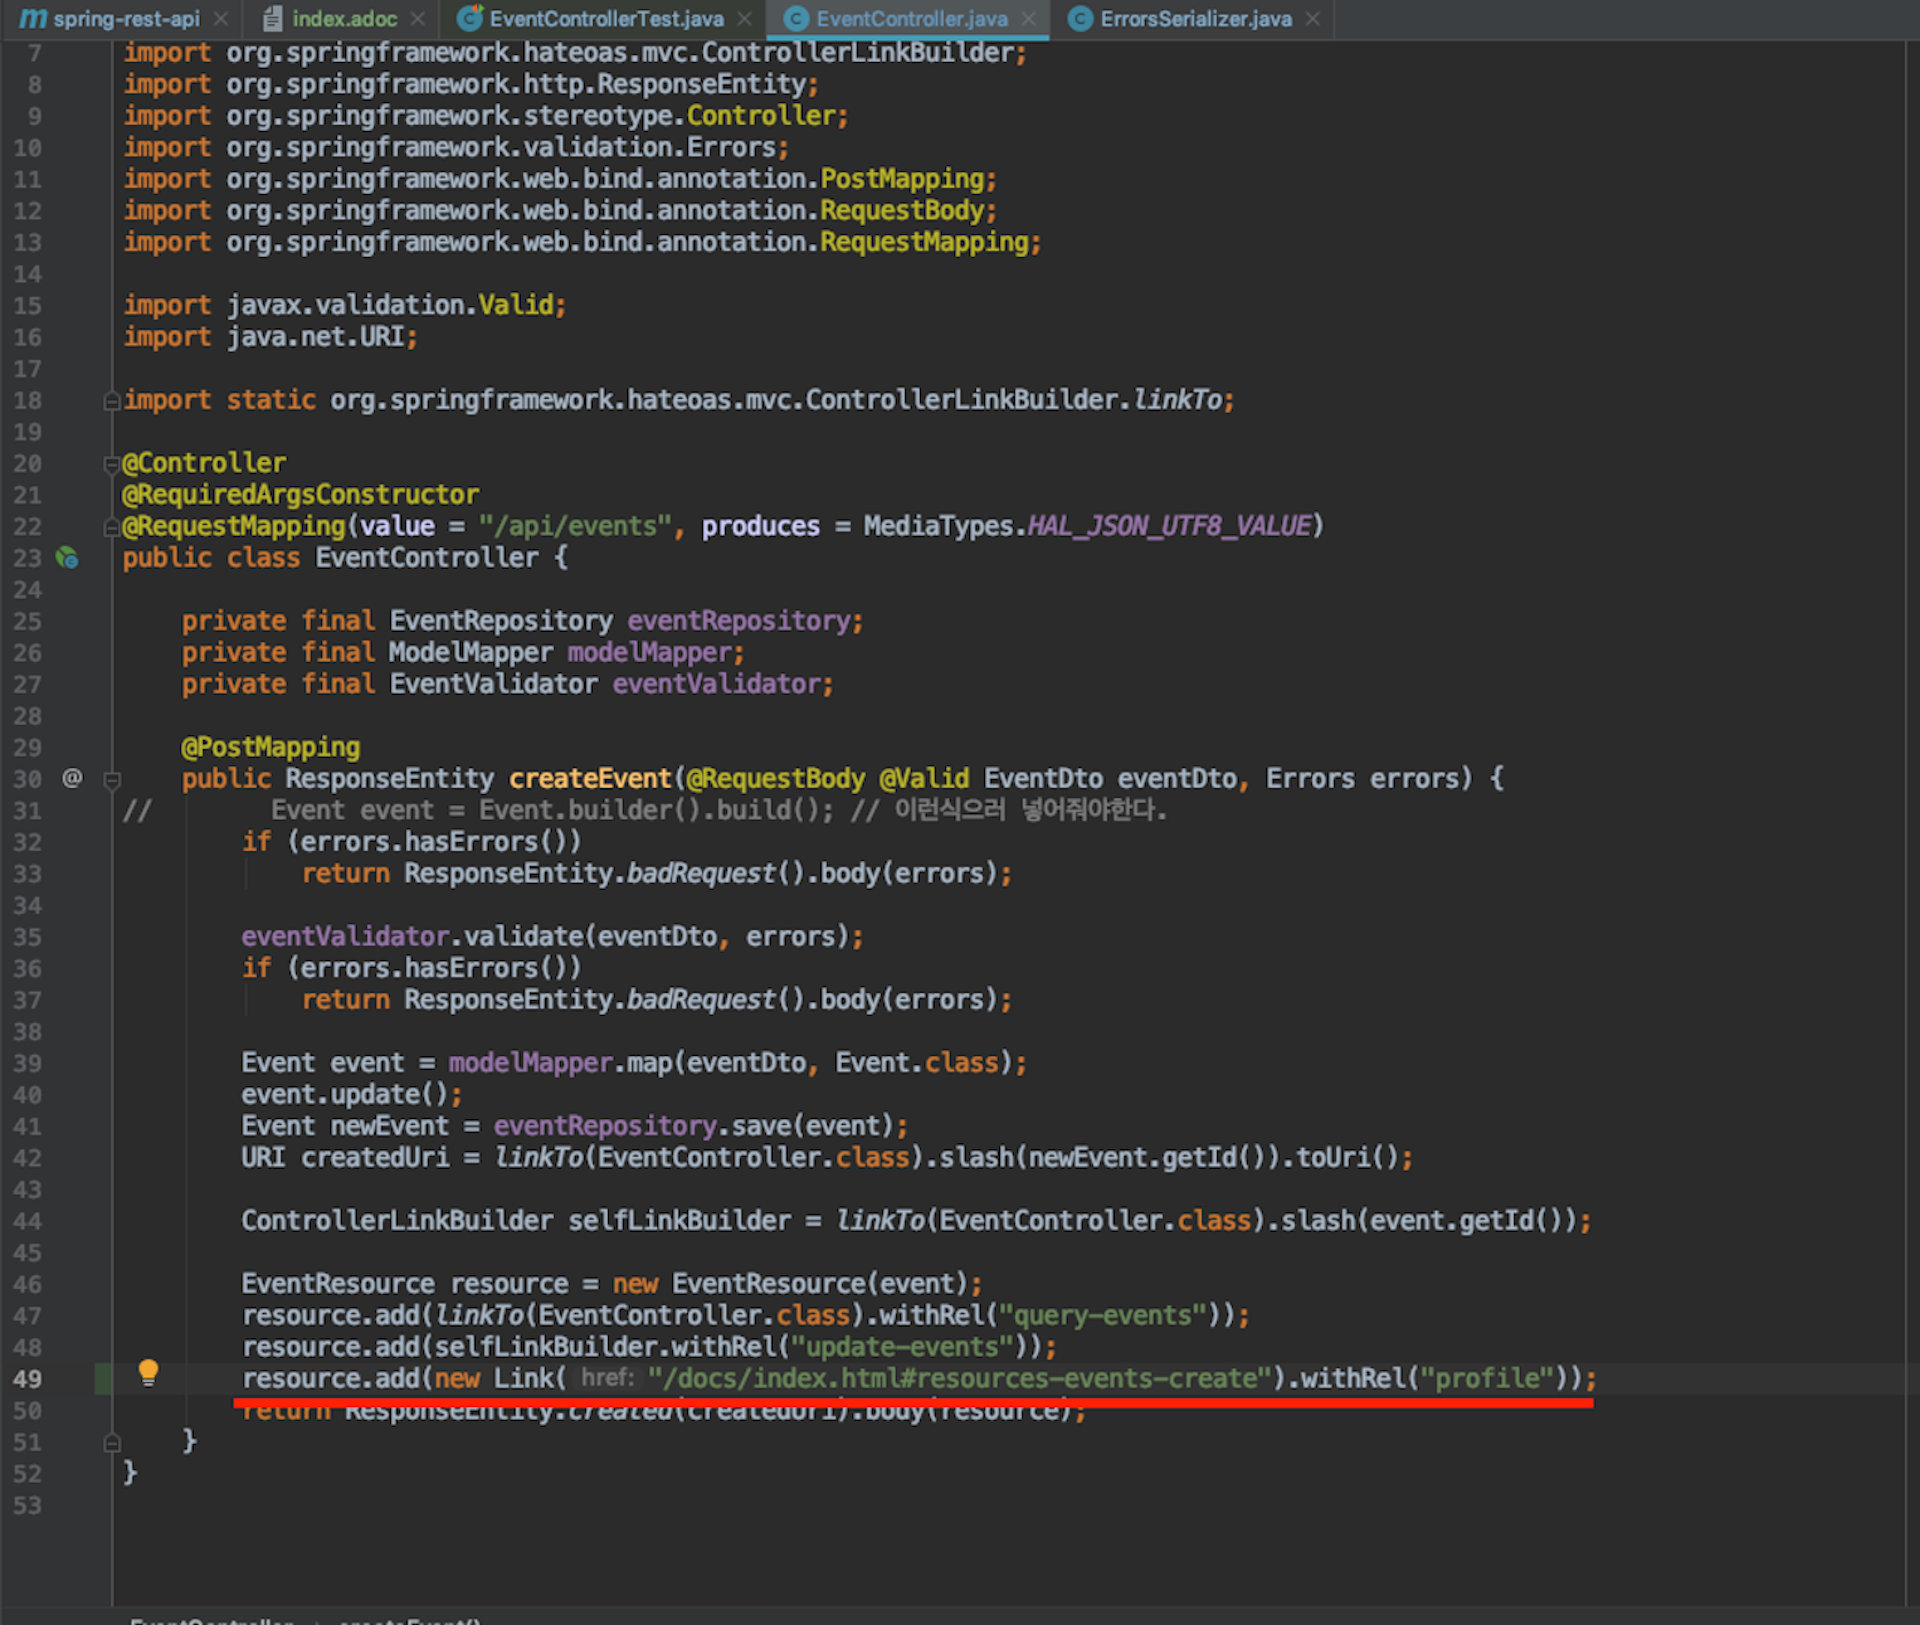 spring-rest-api index.adoc EventControllerTest.java EventController.java ErrorsSerializer.java
7 import org.springframework.hateoas.mvc.ControllerLinkBuilder;
8 import org.springframework.http.ResponseEntity;
9 import org.springframework.stereotype.Controller;
10 import org.springframework.validation.Errors;
11 import org.springframework.web.bind.annotation.PostMapping;
12 import org.springframework.web.bind.annotation.RequestBody;
13 import org.springframework.web.bind.annotation.RequestMapping;
14
15 import javax.validation.Valid;
16 import java.net.URI;
17
18 import static org.springframework.hateoas.mvc.ControllerLinkBuilder.linkTo;
19
20 @Controller
21 @RequiredArgsConstructor
22 @RequestMapping(value = "/api/events", produces = MediaTypes.HAL_JSON_UTF8_VALUE)
23 public class EventController {
24
25 private final EventRepository eventRepository;
26 private final ModelMapper modelMapper;
27 private final EventValidator eventValidator;
28
29 @PostMapping
30 @ public ResponseEntity createEvent(@RequestBody @Valid EventDto eventDto, Errors errors) {
31 // Event event = Event.builder().build(); // 이런식으러 넣어줘야한다.
32 if (errors.hasErrors())
33 return ResponseEntity.badRequest().body(errors);
34
35 eventValidator.validate(eventDto, errors);
36 if (errors.hasErrors())
37 return ResponseEntity.badRequest().body(errors);
38
39 Event event = modelMapper.map(eventDto, Event.class);
40 event.update();
41 Event newEvent = eventRepository.save(event);
42 URI createdUri = linkTo(EventController.class).slash(newEvent.getId()).toUri();
43
44 ControllerLinkBuilder selfLinkBuilder = linkTo(EventController.class).slash(event.getId());
45
46 EventResource resource = new EventResource(event);
47 resource.add(linkTo(EventController.class).withRel("query-events"));
48 resource.add(selfLinkBuilder.withRel("update-events"));
49 resource.add(new Link( href: "/docs/index.html#resources-events-create").withRel("profile"));
50 return ResponseEntity.created(createdUri).body(resource);
51 }
52 }
53
EventController createEvent()